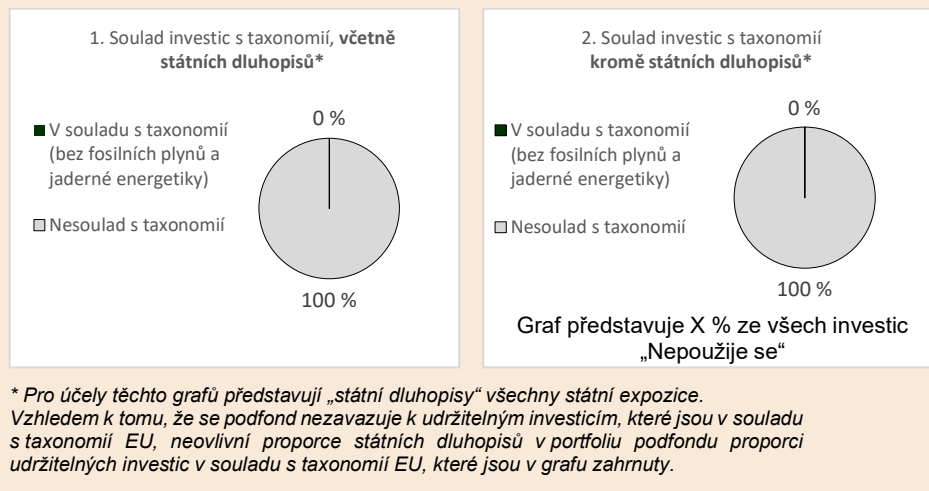 1. Soulad investic s taxonomií, včetně
státních dluhopisů*
V souladu s taxonomií
(bez fosilních plynů a
jaderné energetiky)
Nesoulad s taxonomií
0 %
100 %
2. Soulad investic s taxonomií
kromě státních dluhopisů*
V souladu s taxonomií
(bez fosilních plynů a
jaderné energetiky)
Nesoulad s taxonomií
0 %
100 %
Graf představuje X % ze všech investic
„Nepoužije se“
* Pro účely těchto grafů představují „státní dluhopisy“ všechny státní expozice.
Vzhledem k tomu, že se podfond nezavazuje k udržitelným investicím, které jsou v souladu
s taxonomií EU, neovlivní proporce státních dluhopisů v portfoliu podfondu proporci
udržitelných investic v souladu s taxonomií EU, které jsou v grafu zahrnuty.